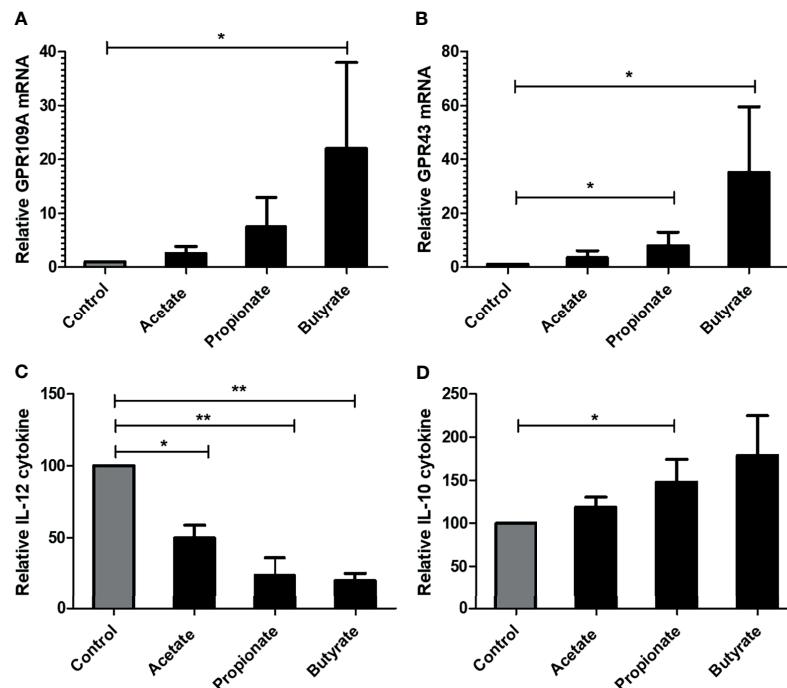 A
Relative GPR109A mRNA
40
30
20
10
0
*
Control
Acetate
Propionate
Butyrate
B
Relative GPR43 mRNA
80
60
40
20
0
*
*
Control
Acetate
Propionate
Butyrate
C
Relative IL-12 cytokine
150
100
50
0
**
**
*
Control
Acetate
Propionate
Butyrate
D
Relative IL-10 cytokine
250
200
150
100
50
0
*
Control
Acetate
Propionate
Butyrate